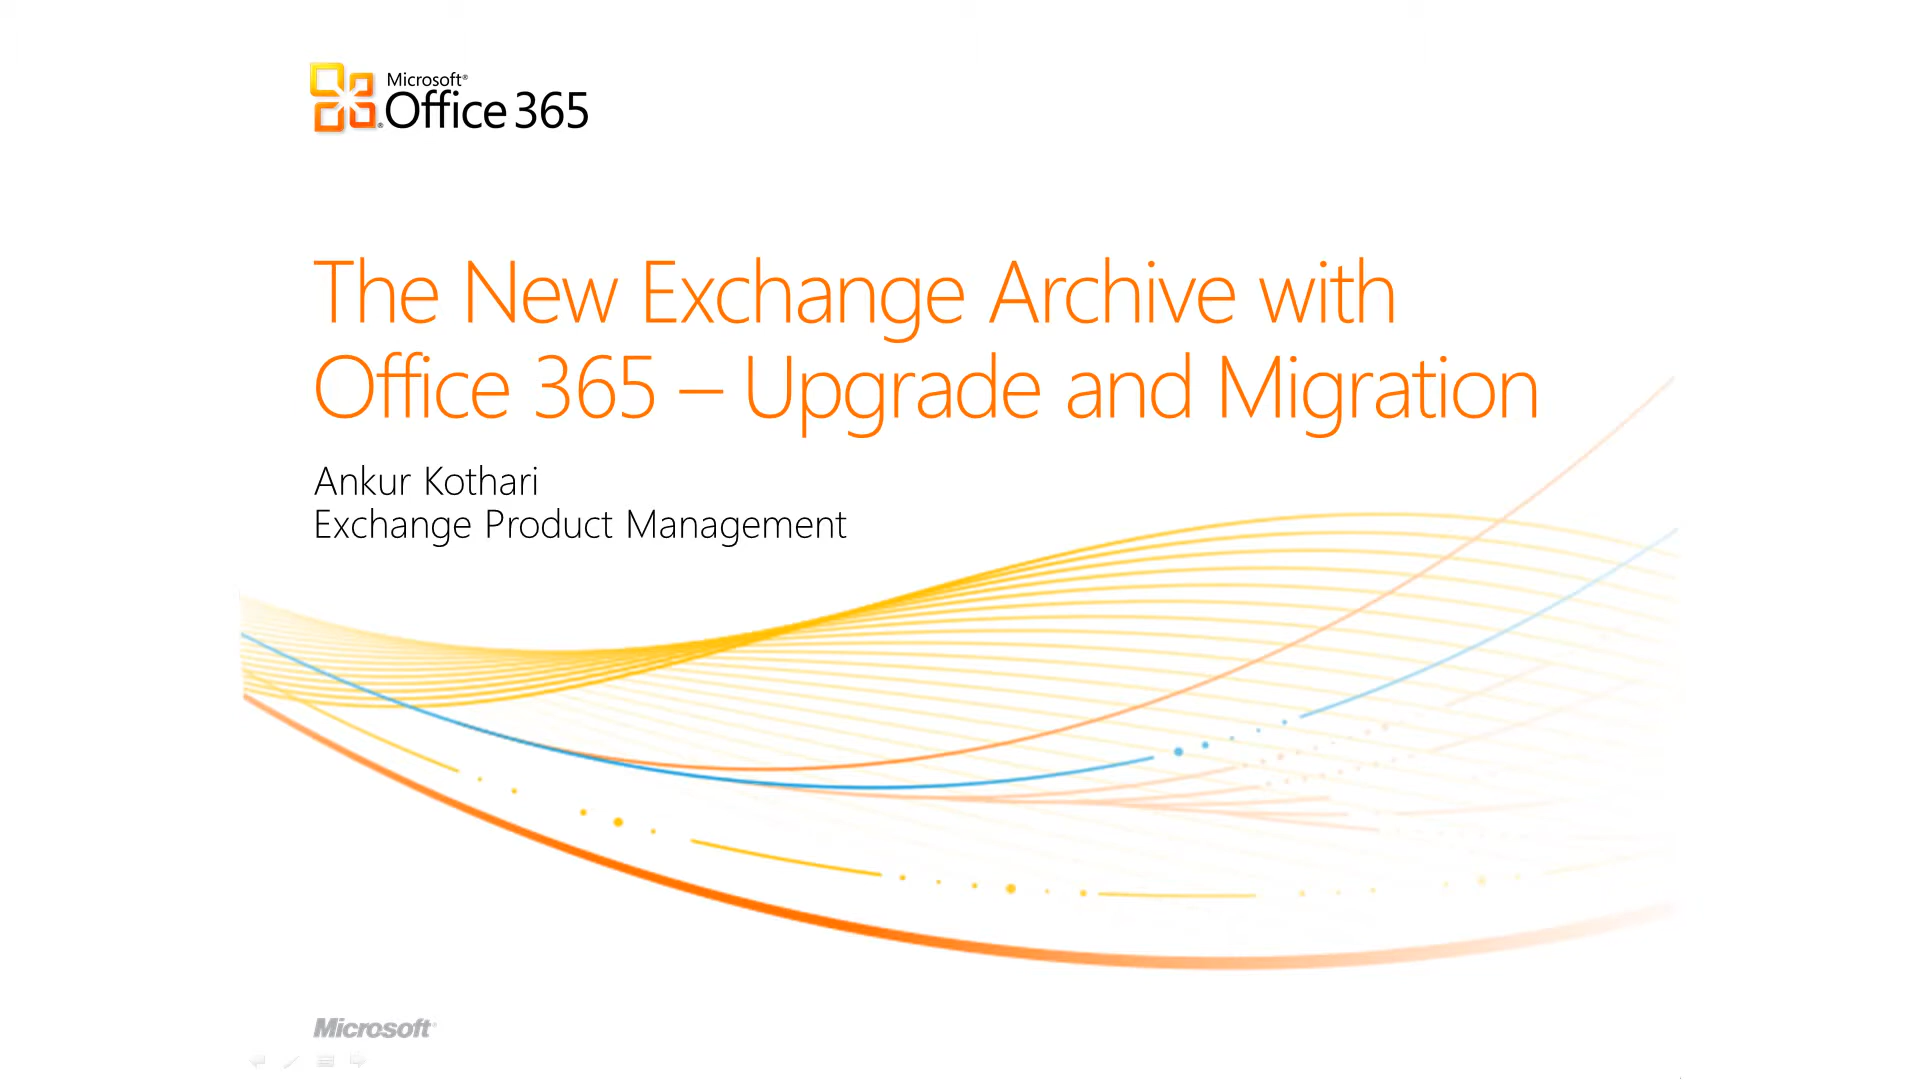 Microsoft®
Office 365
The New Exchange Archive with
Office 365 – Upgrade and Migration
Ankur Kothari
Exchange Product Management
Microsoft®